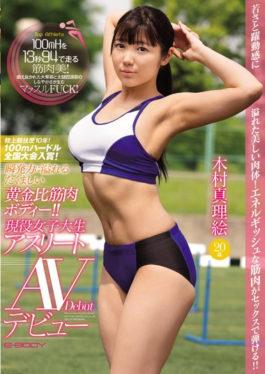 若さと躍動感に
溢れた美しい肉体!エネルギッシュな筋肉がセックスで弾ける!!
Top Athlete
100mHを
13秒94で走る
筋肉美!
マッスルFUCK!
陸上競技歴10年!
100mハードル
全国大会入賞!
瞬発力に溢れる
たくましい
黄金比筋肉
ボディー!!
現役女子大生
アスリート
AV Debut
デビュー
木村真理絵
20歳
E-BODY